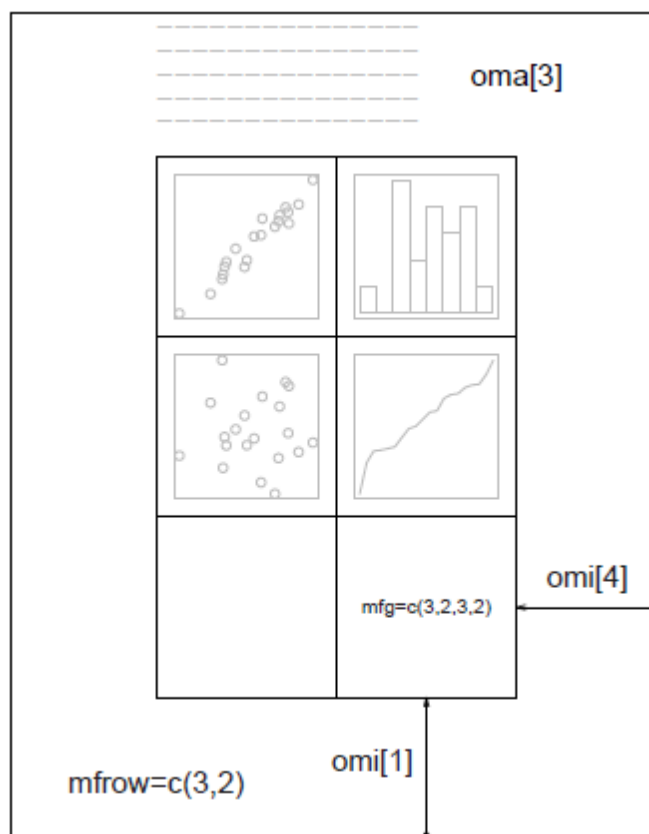 oma[3]
omi[4]
mfg=c(3,2,3,2)
omi[1]
mfrow=c(3,2)